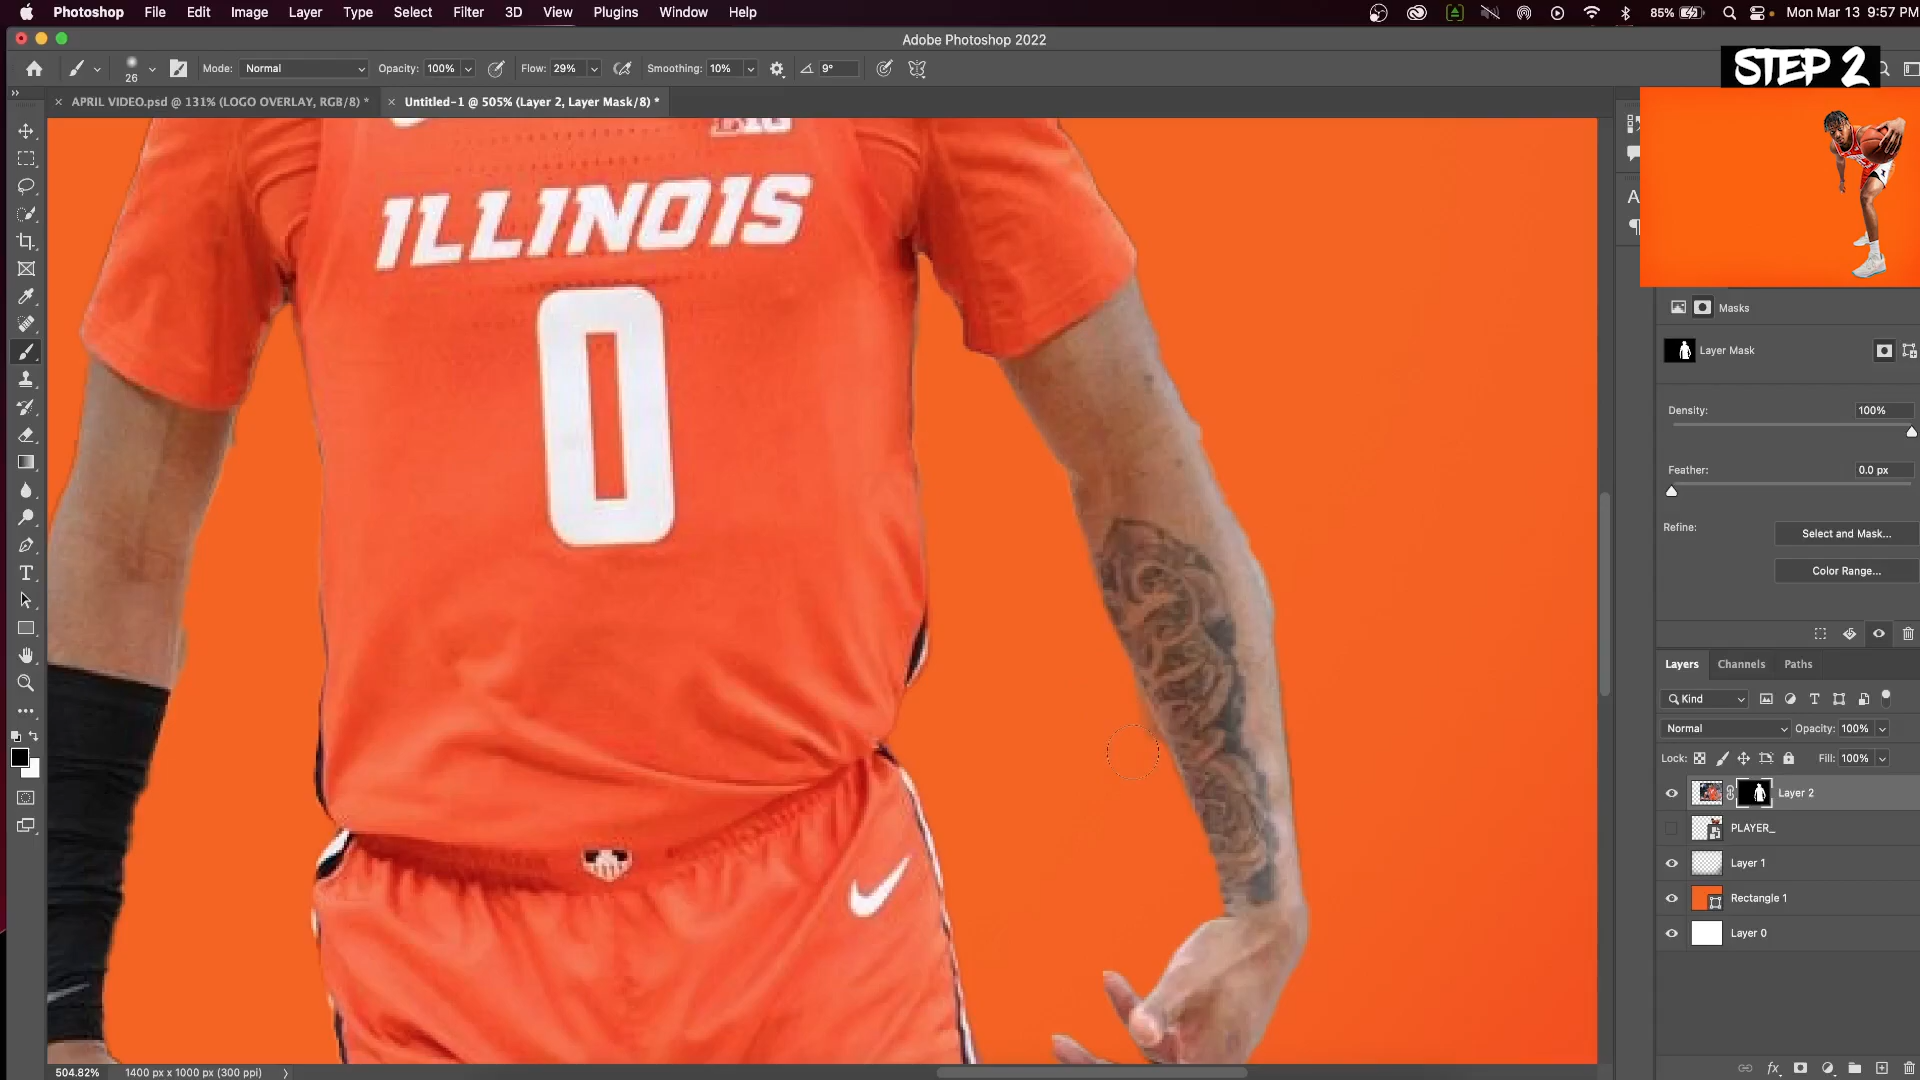 Photoshop File Edit Image Layer Type Select Filter 3D View Plugins Window Help 85% Mon Mar 13 9:57 PM
Adobe Photoshop 2022
STEP 2
26 Mode: Normal Opacity: 100% Flow: 29% Smoothing: 10% 9°
APRIL VIDEO.psd @ 131% (LOGO OVERLAY, RGB/8) * Untitled-1 @ 505% (Layer 2, Layer Mask/8) *
ILLINOIS
0
Masks
Layer Mask
Density: 100%
Feather: 0.0 px
Refine: Select and Mask...
Color Range...
Layers Channels Paths
Kind
Normal Opacity: 100%
Lock: Fill: 100%
Layer 2
PLAYER_
Layer 1
Rectangle 1
Layer 0
fx
504.82% 1400 px x 1000 px (300 ppi)